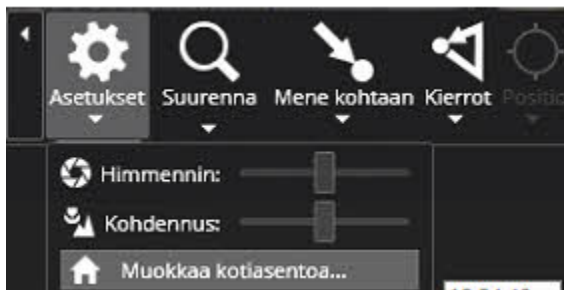 Asetukset Suurenna Mene kohtaan Kierrot
Himmennin:
Kohdennus:
Muokkaa kotiasentoa...